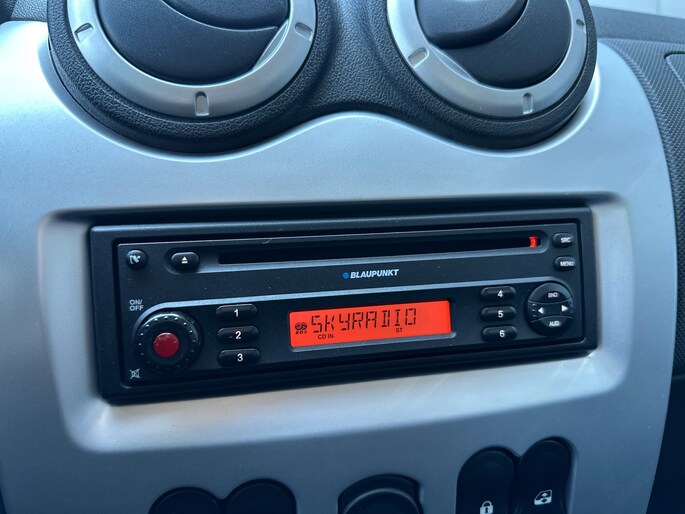 SRC
BLAUPUNKT
MENU
ON/
OFF
1
2
3
SKYRADIO
CD IN
ST
4
5
6
BND
AUD